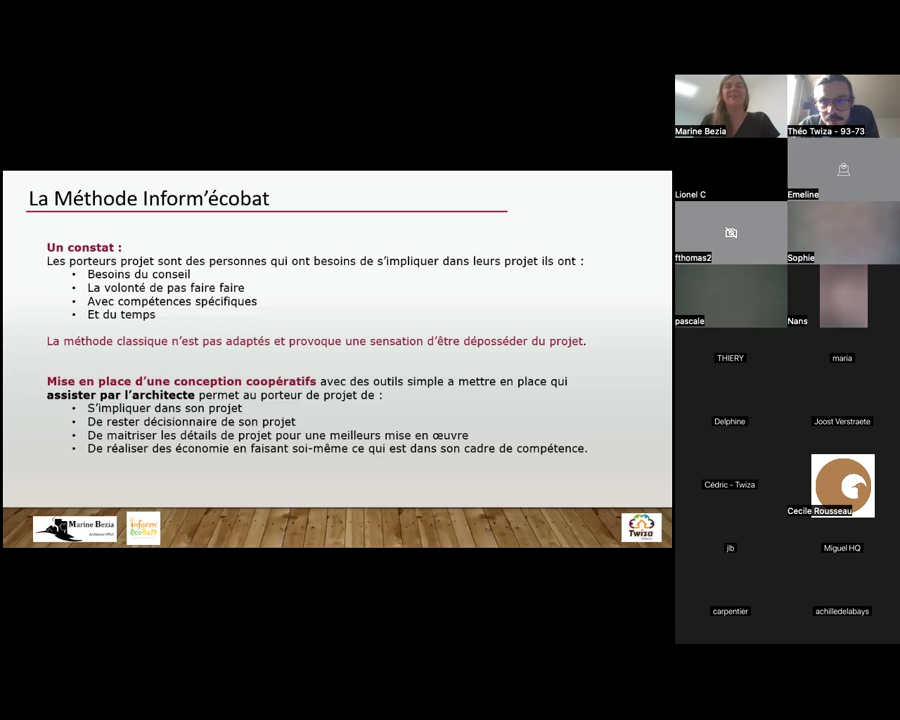 La Méthode Inform'écobat
Un constat :
Les porteurs projet sont des personnes qui ont besoins de s'impliquer dans leurs projet ils ont :
• Besoins du conseil
• La volonté de pas faire faire
• Avec compétences spécifiques
• Et du temps
La méthode classique n'est pas adaptés et provoque une sensation d'être déposséder du projet.
Mise en place d'une conception coopératifs avec des outils simple a mettre en place qui
assister par l'architecte permet au porteur de projet de :
• S'impliquer dans son projet
• De rester décisionnaire de son projet
• De maitriser les détails de projet pour une meilleurs mise en œuvre
• De réaliser des économie en faisant soi-même ce qui est dans son cadre de compétence.
Marine Bezia
inform'
Twiza
Marine Bezia
Théo Twiza - 93-73
Lionel C
Emeline
fthomas2
Sophie
pascale
Nans
THIERY
maria
Delphine
Joost Verstraete
Cédric - Twiza
Cecile Rousseau
jlb
Miguel HQ
carpentier
achilledelabays